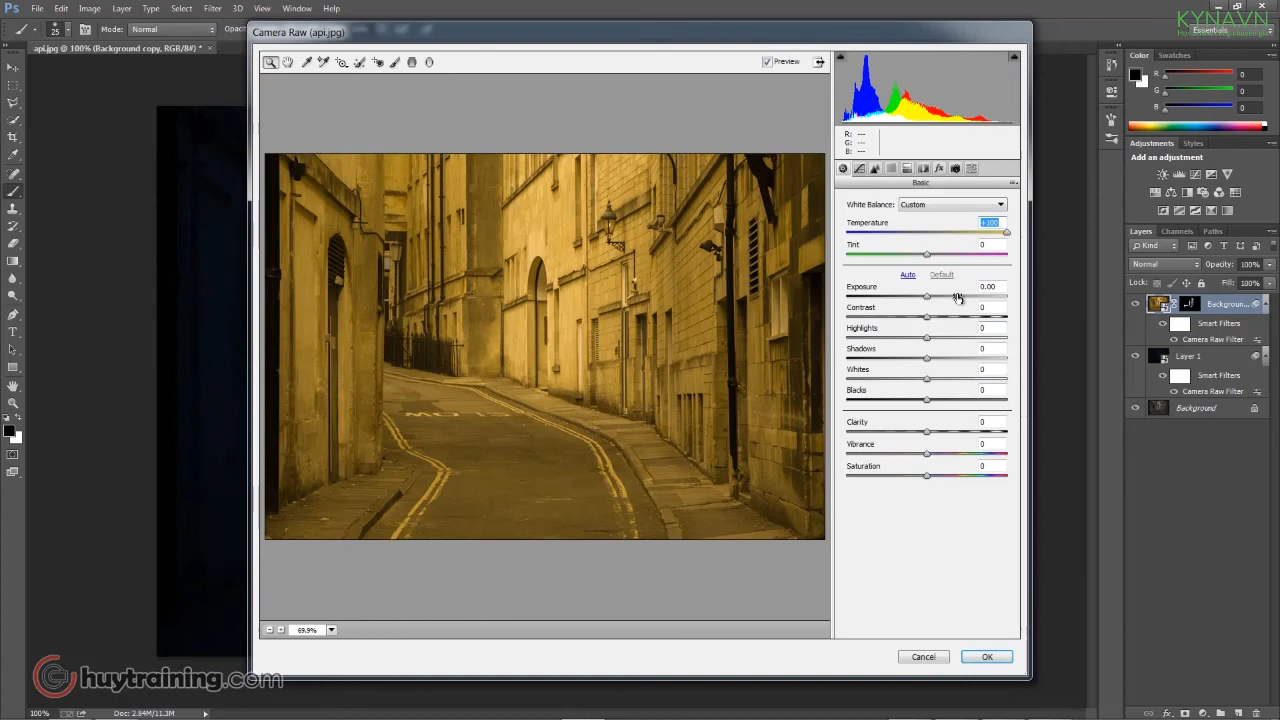 Ps File Edit Image Layer Type Select Filter 3D View Window Help
KYNAVN
25 Mode: Normal
Essentials
api.jpg @ 100% (Background copy, RGB/8#) * ×
Camera Raw (api.jpg)
Preview
R: ---
G: ---
B: ---
Basic
White Balance: Custom
Temperature +100
Tint 0
Auto Default
Exposure 0.00
Contrast 0
Highlights 0
Shadows 0
Whites 0
Blacks 0
Clarity 0
Vibrance 0
Saturation 0
69.9%
Cancel OK
Color Swatches
R 0
G 0
B 0
Adjustments Styles
Add an adjustment
Layers Channels Paths
Kind
Normal Opacity: 100%
Lock: Fill: 100%
Backgroun...
Smart Filters
Camera Raw Filter
Layer 1
Smart Filters
Camera Raw Filter
Background
huytraining.com
100% Doc: 2.84M/11.3M